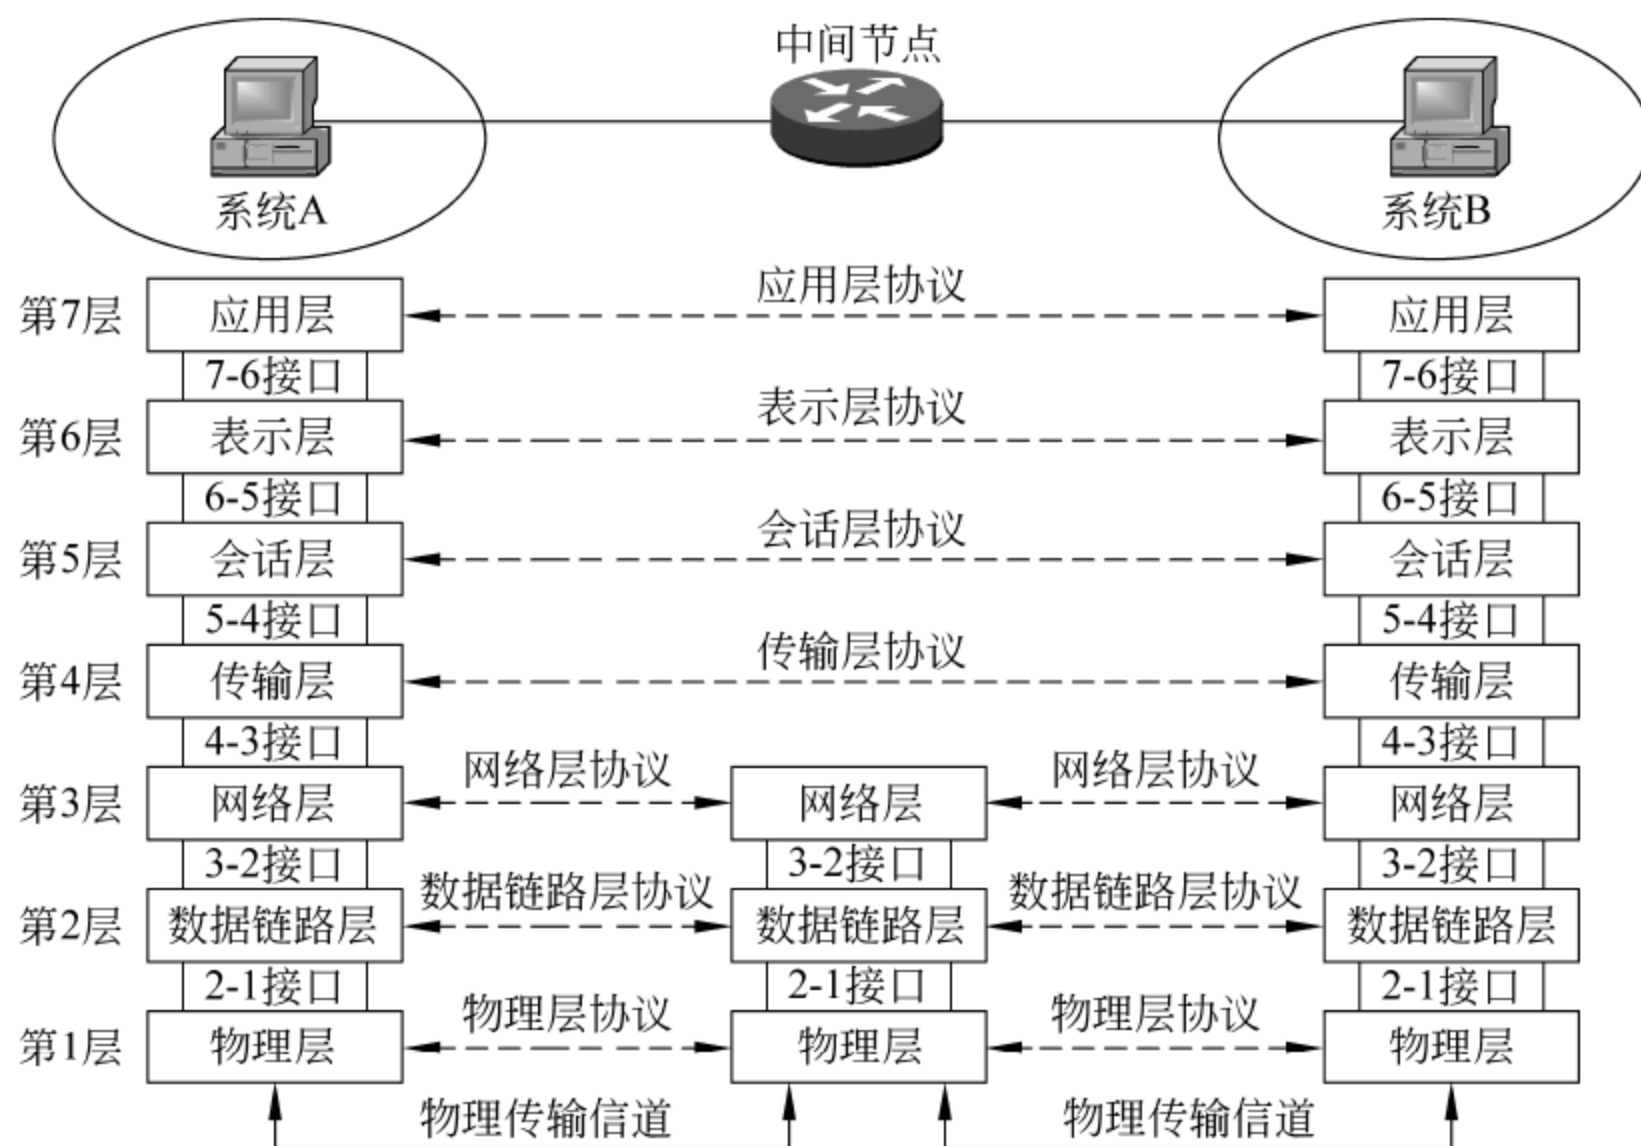 中间节点
系统A
系统B
应用层协议
第7层 应用层 应用层
7-6接口 7-6接口
表示层协议
第6层 表示层 表示层
6-5接口 6-5接口
会话层协议
第5层 会话层 会话层
5-4接口 5-4接口
传输层协议
第4层 传输层 传输层
4-3接口 4-3接口
网络层协议 网络层协议
第3层 网络层 网络层 网络层
3-2接口 3-2接口 3-2接口
数据链路层协议 数据链路层协议
第2层 数据链路层 数据链路层 数据链路层
2-1接口 2-1接口 2-1接口
物理层协议 物理层协议
第1层 物理层 物理层 物理层
物理传输信道 物理传输信道